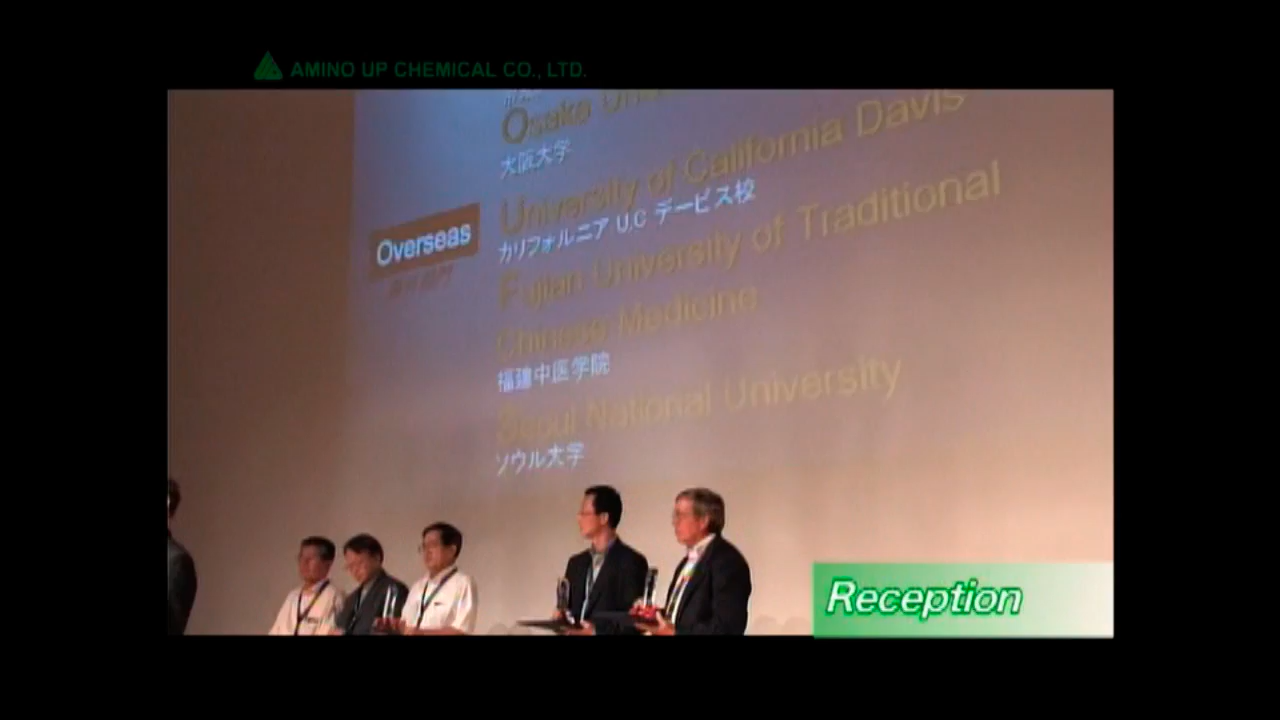 AMINO UP CHEMICAL CO., LTD.
Osaka
大阪大学
University of California Davis
カリフォルニア U.C デービス校
Overseas
Fujian University of Traditional
Chinese Medicine
福建中医学院
Seoul National University
ソウル大学
Reception